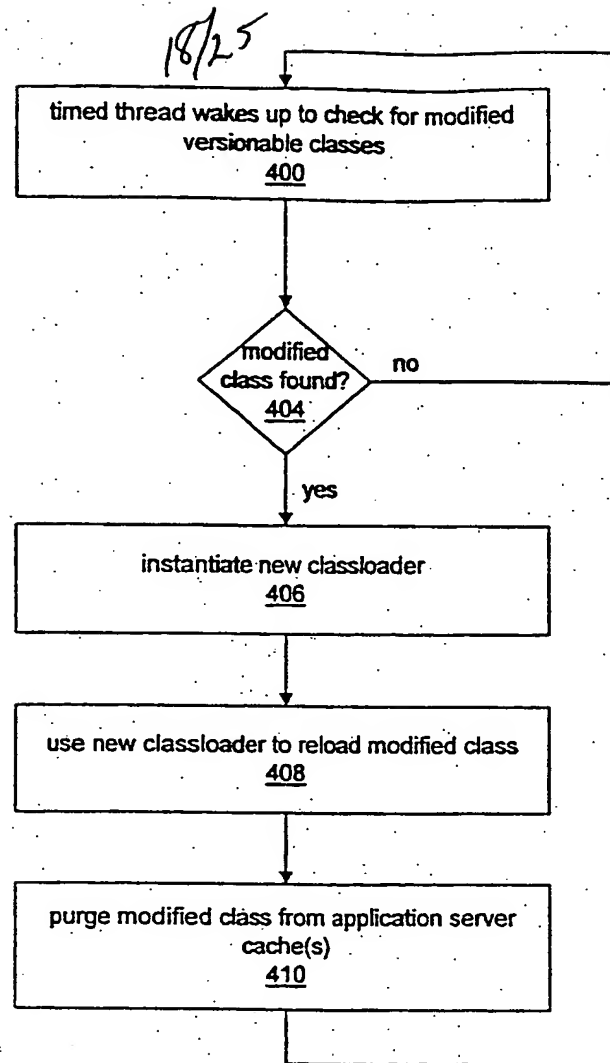 18/25
timed thread wakes up to check for modified
versionable classes
400
modified
class found?
404
no
yes
instantiate new classloader
406
use new classloader to reload modified class
408
purge modified class from application server
cache(s)
410